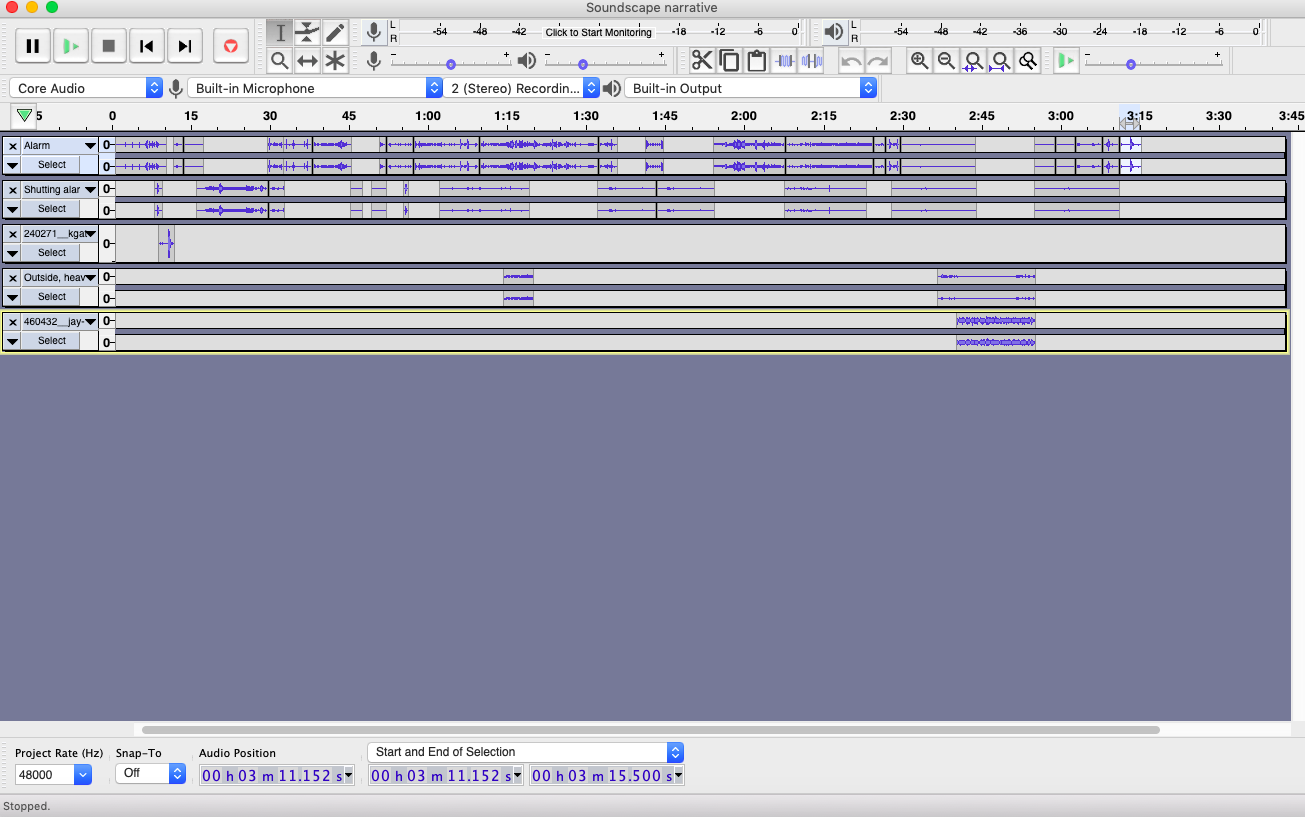 Soundscape narrative
L
R
-54 -48 -42 Click to Start Monitoring -18 -12 -6 0
L
R
-54 -48 -42 -36 -30 -24 -18 -12 -6 0
- +
- +
- +
Core Audio
Built-in Microphone
2 (Stereo) Recordin...
Built-in Output
5 0 15 30 45 1:00 1:15 1:30 1:45 2:00 2:15 2:30 2:45 3:00 3:15 3:30 3:45
Alarm
0
Select
0
Shutting alar
0
Select
0
240271__kgat
0
Select
Outside, heav
0
Select
0
460432__jay-
0
Select
0
Project Rate (Hz)
Snap-To
Audio Position
Start and End of Selection
48000
Off
00 h 03 m 11.152 s
00 h 03 m 11.152 s
00 h 03 m 15.500 s
Stopped.